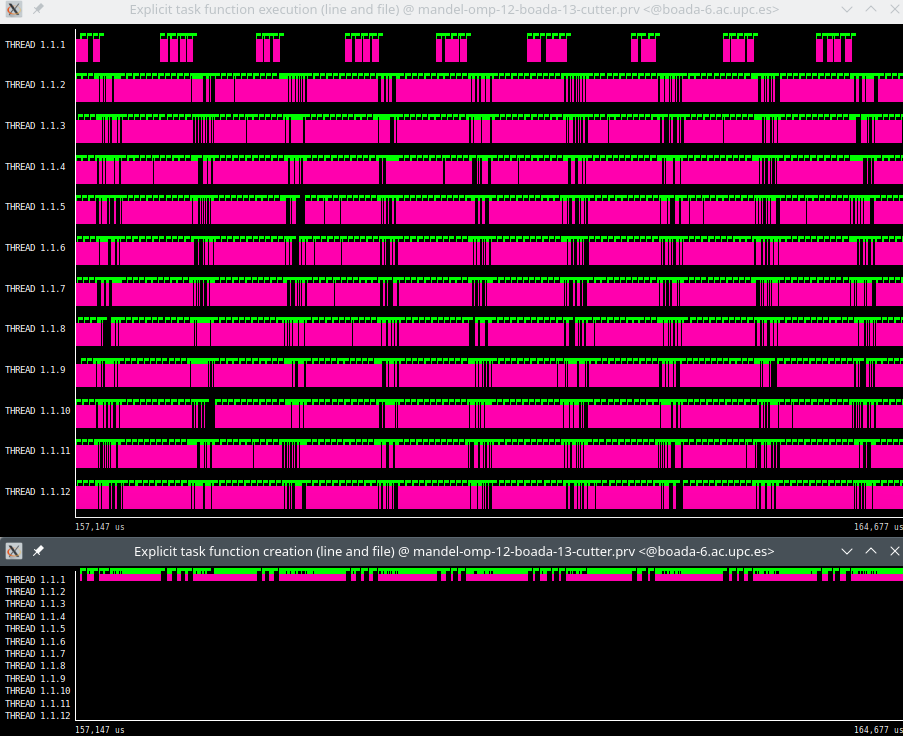 Explicit task function execution (line and file) @ mandel-omp-12-boada-13-cutter.prv <@boada-6.ac.upc.es>
THREAD 1.1.1
THREAD 1.1.2
THREAD 1.1.3
THREAD 1.1.4
THREAD 1.1.5
THREAD 1.1.6
THREAD 1.1.7
THREAD 1.1.8
THREAD 1.1.9
THREAD 1.1.10
THREAD 1.1.11
THREAD 1.1.12
157,147 us 164,677 us
Explicit task function creation (line and file) @ mandel-omp-12-boada-13-cutter.prv <@boada-6.ac.upc.es>
THREAD 1.1.1
THREAD 1.1.2
THREAD 1.1.3
THREAD 1.1.4
THREAD 1.1.5
THREAD 1.1.6
THREAD 1.1.7
THREAD 1.1.8
THREAD 1.1.9
THREAD 1.1.10
THREAD 1.1.11
THREAD 1.1.12
157,147 us 164,677 us